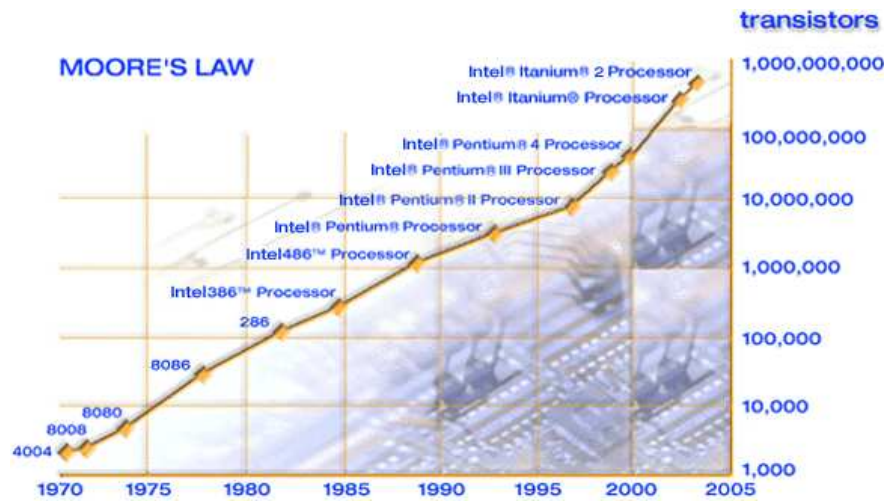 transistors
MOORE'S LAW
1,000,000,000
Intel® Itanium® 2 Processor
Intel® Itanium® Processor
100,000,000
Intel® Pentium® 4 Processor
Intel® Pentium® III Processor
10,000,000
Intel® Pentium® II Processor
Intel® Pentium® Processor
Intel486™ Processor
1,000,000
Intel386™ Processor
286
100,000
8086
10,000
8080
8008
4004
1,000
1970 1975 1980 1985 1990 1995 2000 2005